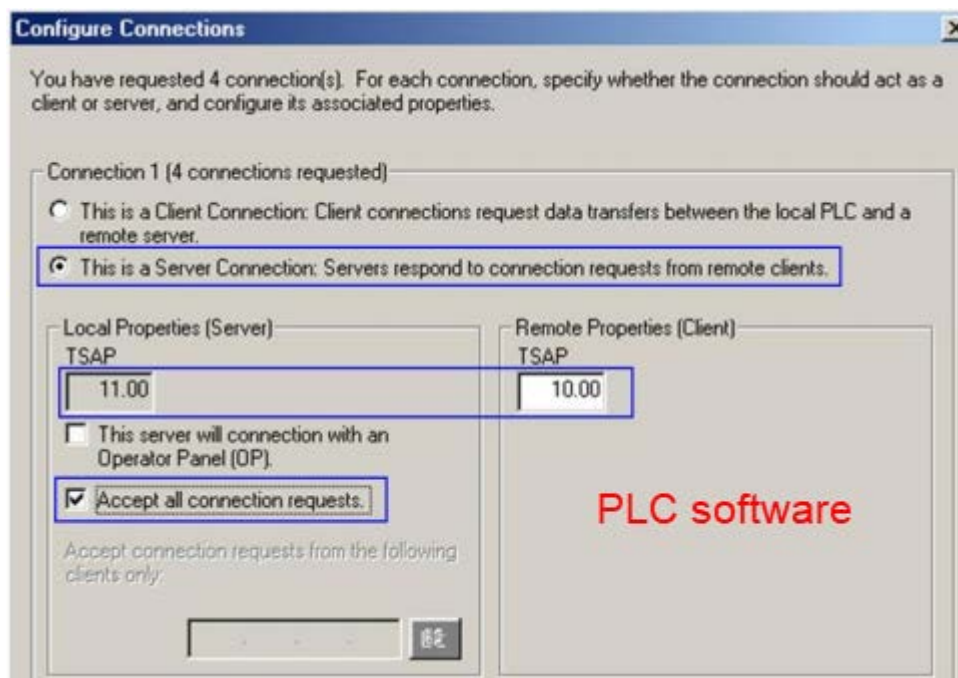 Configure Connections
You have requested 4 connection(s). For each connection, specify whether the connection should act as a
client or server, and configure its associated properties.
Connection 1 (4 connections requested)
This is a Client Connection: Client connections request data transfers between the local PLC and a
remote server.
This is a Server Connection: Servers respond to connection requests from remote clients.
Local Properties (Server)
TSAP
11.00
This server will connection with an
Operator Panel (OP).
Accept all connection requests.
Accept connection requests from the following
clients only:
Remote Properties (Client)
TSAP
10.00
PLC software